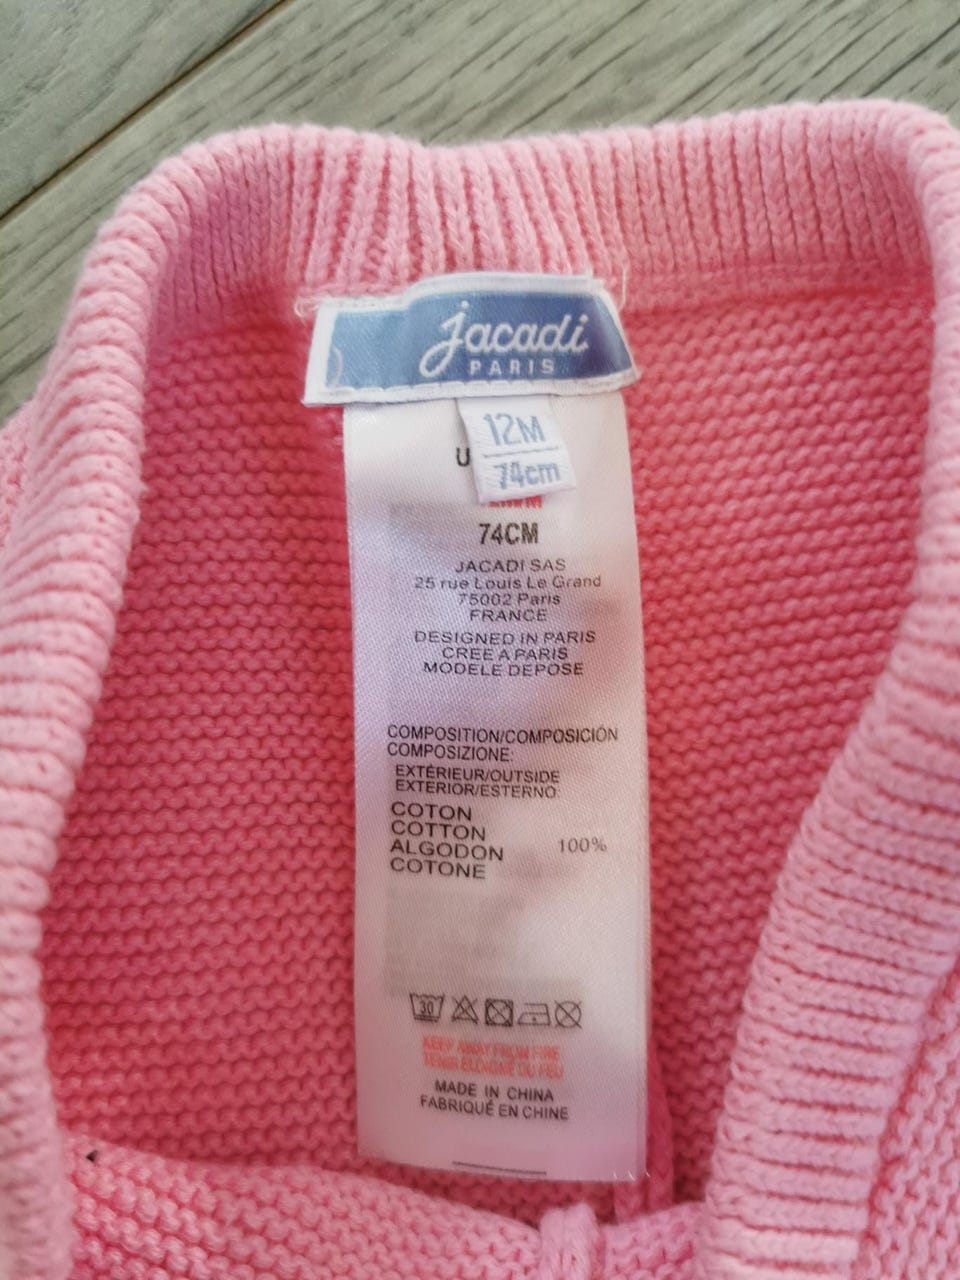 jacadi
PARIS
12M
74cm
U
74CM
JACADI SAS
25 rue Louis Le Grand
75002 Paris
FRANCE
DESIGNED IN PARIS
CREE A PARIS
MODELE DEPOSE
COMPOSITION/COMPOSICIÓN
COMPOSIZIONE:
EXTÉRIEUR/OUTSIDE
EXTERIOR/ESTERNO:
COTON
COTTON
ALGODON 100%
COTONE
30
KEEP AWAY FROM FIRE
TENIR ELOIGNE DU FEU
MADE IN CHINA
FABRIQUÉ EN CHINE